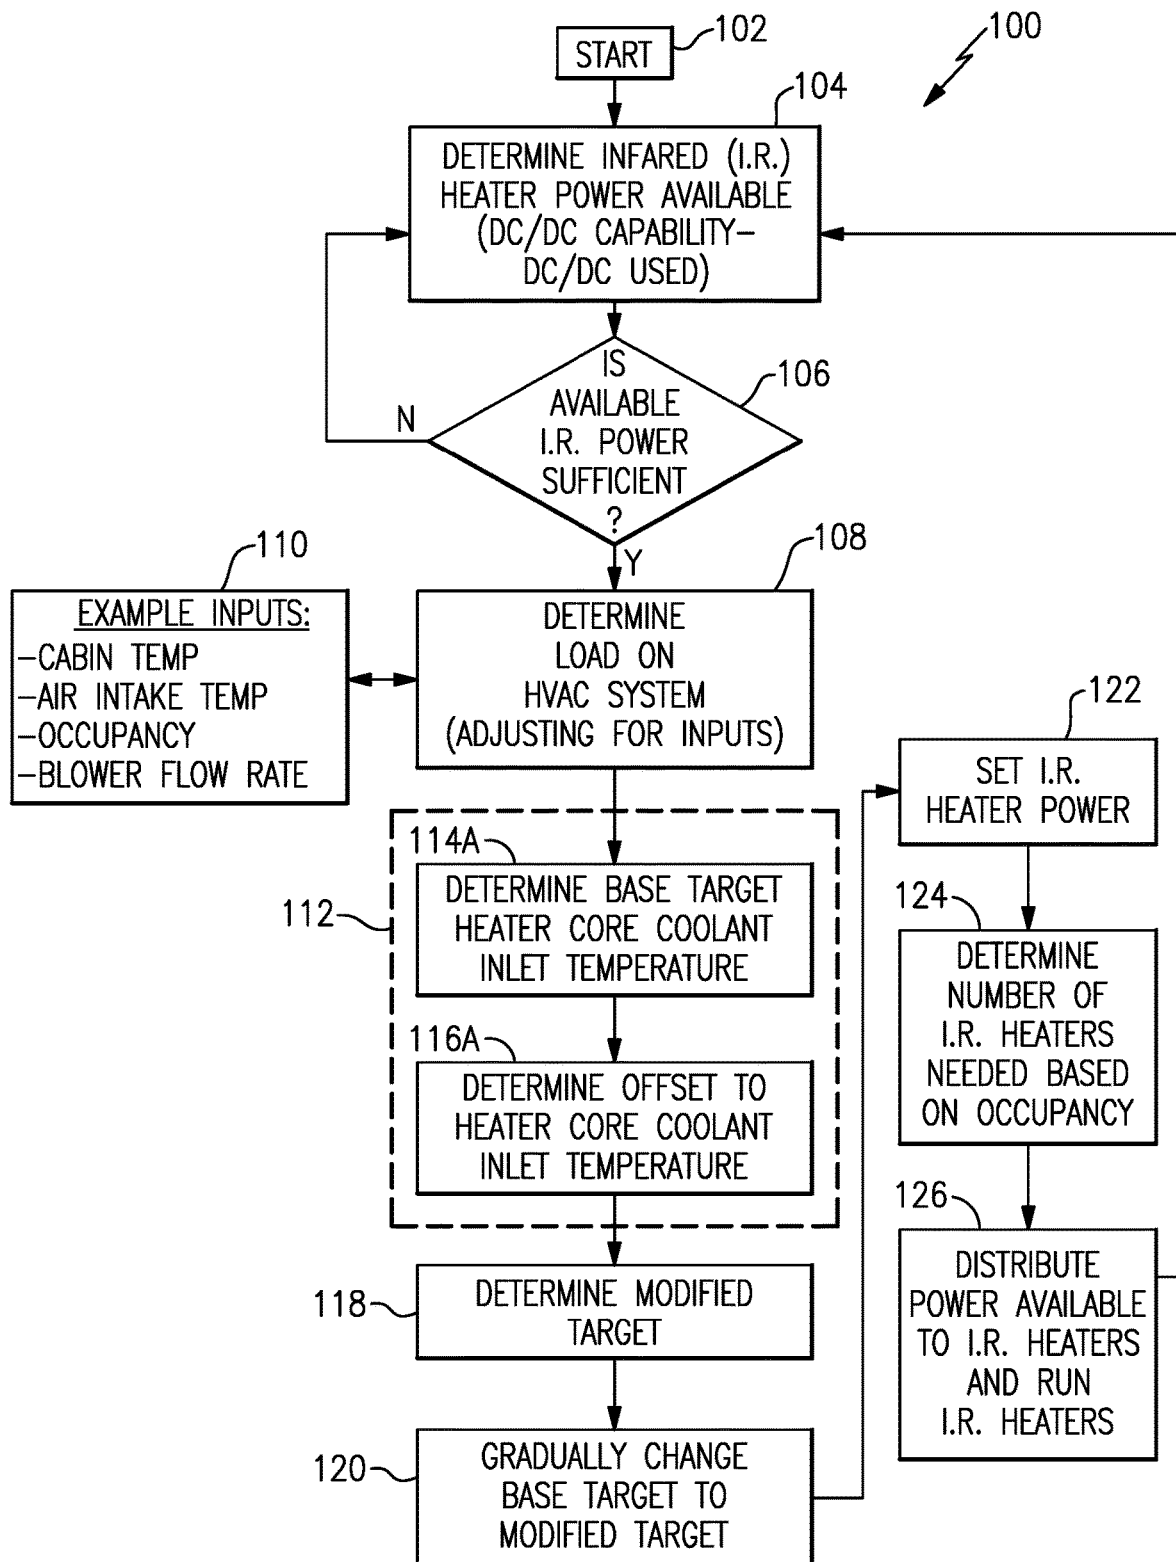 100
102
START
104
DETERMINE INFARED (I.R.)
HEATER POWER AVAILABLE
(DC/DC CAPABILITY–
DC/DC USED)
106
IS
AVAILABLE
I.R. POWER
SUFFICIENT
?
N
Y
108
DETERMINE
LOAD ON
HVAC SYSTEM
(ADJUSTING FOR INPUTS)
110
EXAMPLE INPUTS:
–CABIN TEMP
–AIR INTAKE TEMP
–OCCUPANCY
–BLOWER FLOW RATE
112
114A
DETERMINE BASE TARGET
HEATER CORE COOLANT
INLET TEMPERATURE
116A
DETERMINE OFFSET TO
HEATER CORE COOLANT
INLET TEMPERATURE
118
DETERMINE MODIFIED
TARGET
120
GRADUALLY CHANGE
BASE TARGET TO
MODIFIED TARGET
122
SET I.R.
HEATER POWER
124
DETERMINE
NUMBER OF
I.R. HEATERS
NEEDED BASED
ON OCCUPANCY
126
DISTRIBUTE
POWER AVAILABLE
TO I.R. HEATERS
AND RUN
I.R. HEATERS